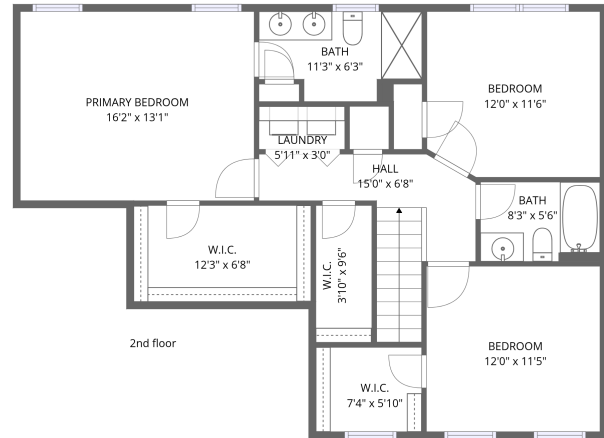 BATH
11'3" x 6'3"
PRIMARY BEDROOM
16'2" x 13'1"
BEDROOM
12'0" x 11'6"
LAUNDRY
5'11" x 3'0"
HALL
15'0" x 6'8"
BATH
8'3" x 5'6"
W.I.C.
12'3" x 6'8"
W.I.C.
3'10" x 9'6"
2nd floor
BEDROOM
12'0" x 11'5"
W.I.C.
7'4" x 5'10"